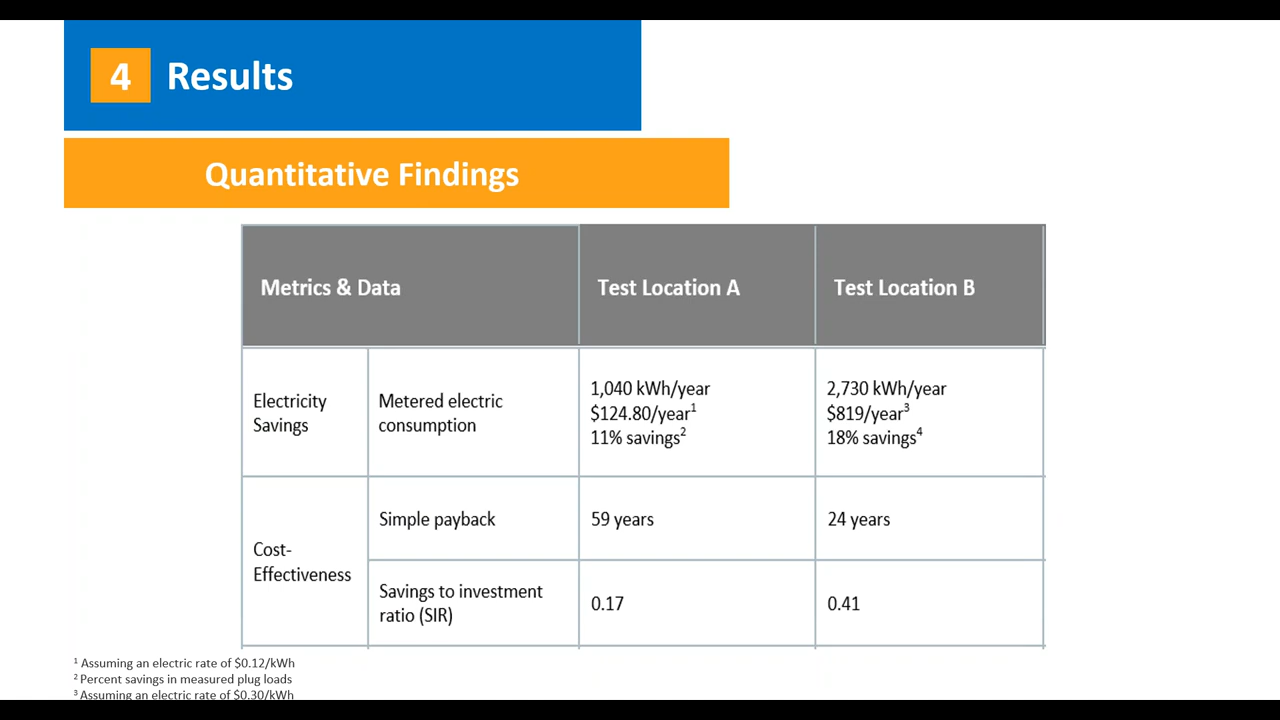 4 Results
Quantitative Findings
Metrics & Data
Test Location A
Test Location B
Electricity
Savings
Metered electric
consumption
1,040 kWh/year
$124.80/year¹
11% savings²
2,730 kWh/year
$819/year³
18% savings⁴
Cost-
Effectiveness
Simple payback
59 years
24 years
Savings to investment
ratio (SIR)
0.17
0.41
¹ Assuming an electric rate of $0.12/kWh
² Percent savings in measured plug loads
³ Assuming an electric rate of $0.30/kWh